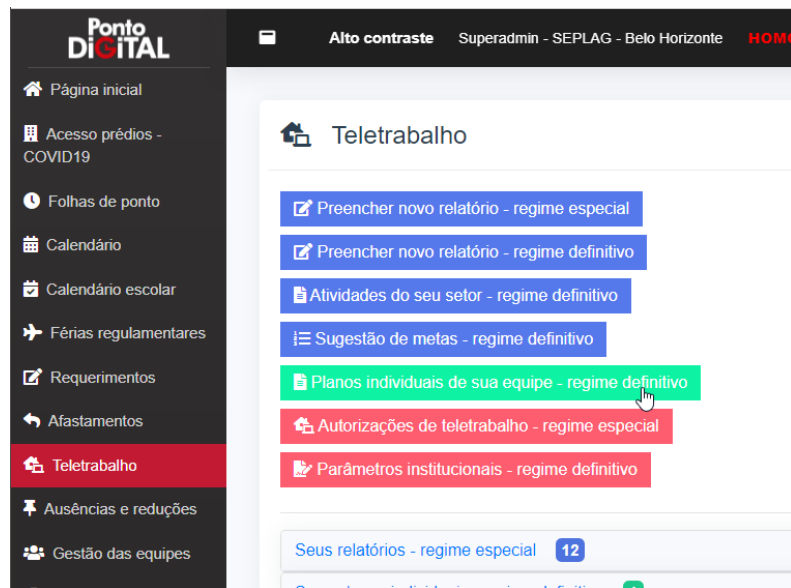 Ponto
DiGiTAL
Alto contraste
Superadmin - SEPLAG - Belo Horizonte
Página inicial
Acesso prédios -
COVID19
Folhas de ponto
Calendário
Calendário escolar
Férias regulamentares
Requerimentos
Afastamentos
Teletrabalho
Ausências e reduções
Gestão das equipes
Teletrabalho
Preencher novo relatório - regime especial
Preencher novo relatório - regime definitivo
Atividades do seu setor - regime definitivo
Sugestão de metas - regime definitivo
Planos individuais de sua equipe - regime definitivo
Autorizações de teletrabalho - regime especial
Parâmetros institucionais - regime definitivo
Seus relatórios - regime especial 12